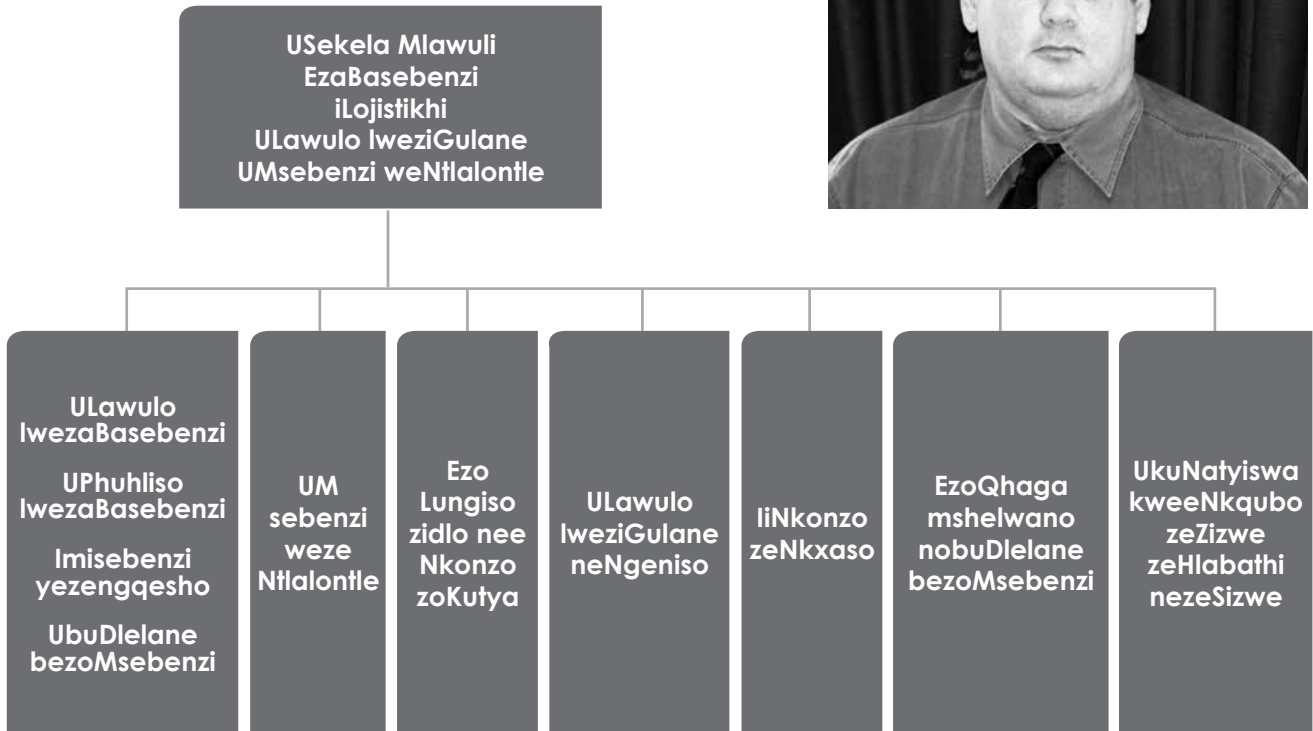 USekela Mlawuli
EzaBasebenzi
iLojistikhi
ULawulo lweziGulane
UMsebenzi weNtlalontle
ULawulo
lwezaBasebenzi
UPhuhliso
lwezaBasebenzi
Imisebenzi
yezengqesho
UbuDlelane
bezoMsebenzi
UM
sebenzi
weze
Ntlalontle
Ezo
Lungiso
zidlo nee
Nkonzo
zoKutya
ULawulo
lweziGulane
neNgeniso
IiNkonzo
zeNkxaso
EzoQhaga
mshelwano
nobuDlelane
bezoMsebenzi
UkuNatyiswa
kweeNkqubo
zeZizwe
zeHlabathi
nezeSizwe